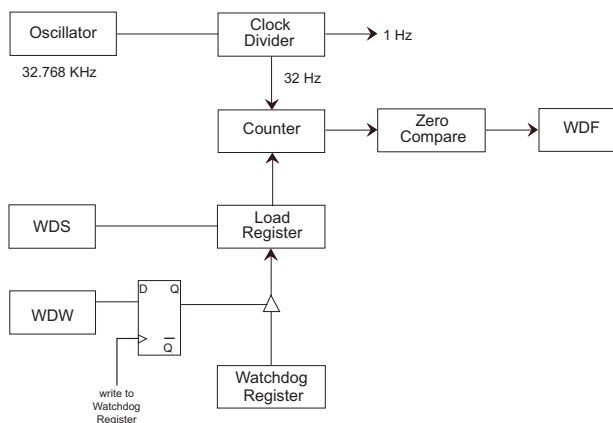 Oscillator
Clock
Divider
1 Hz
32.768 KHz
32 Hz
Counter
Zero
Compare
WDF
WDS
Load
Register
WDW
D Q
Q
write to
Watchdog
Register
Watchdog
Register